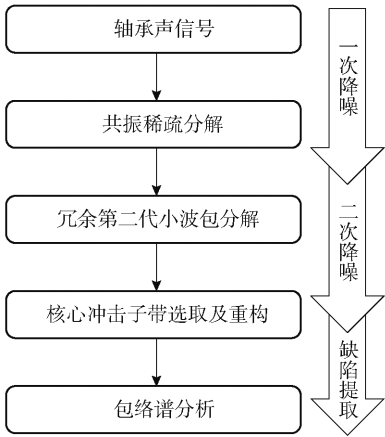 轴承声信号
共振稀疏分解
冗余第二代小波包分解
核心冲击子带选取及重构
包络谱分析
一次降噪
二次降噪
缺陷提取